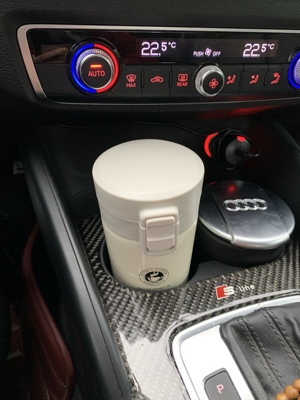 22.5°C PUSH 22.5°C
AUTO MAX REAR OFF
S line
P